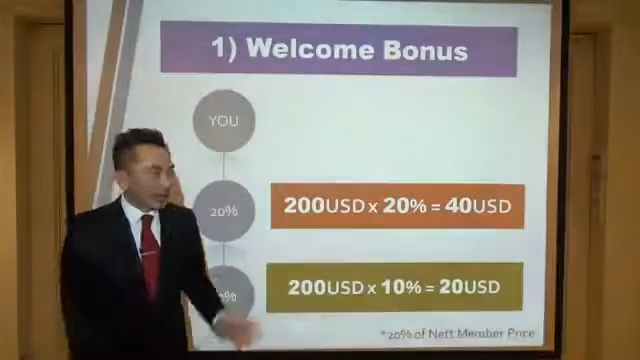 1) Welcome Bonus
YOU
20%
200USD x 20% = 40USD
200USD x 10% = 20USD
*20% of Nett Member Price